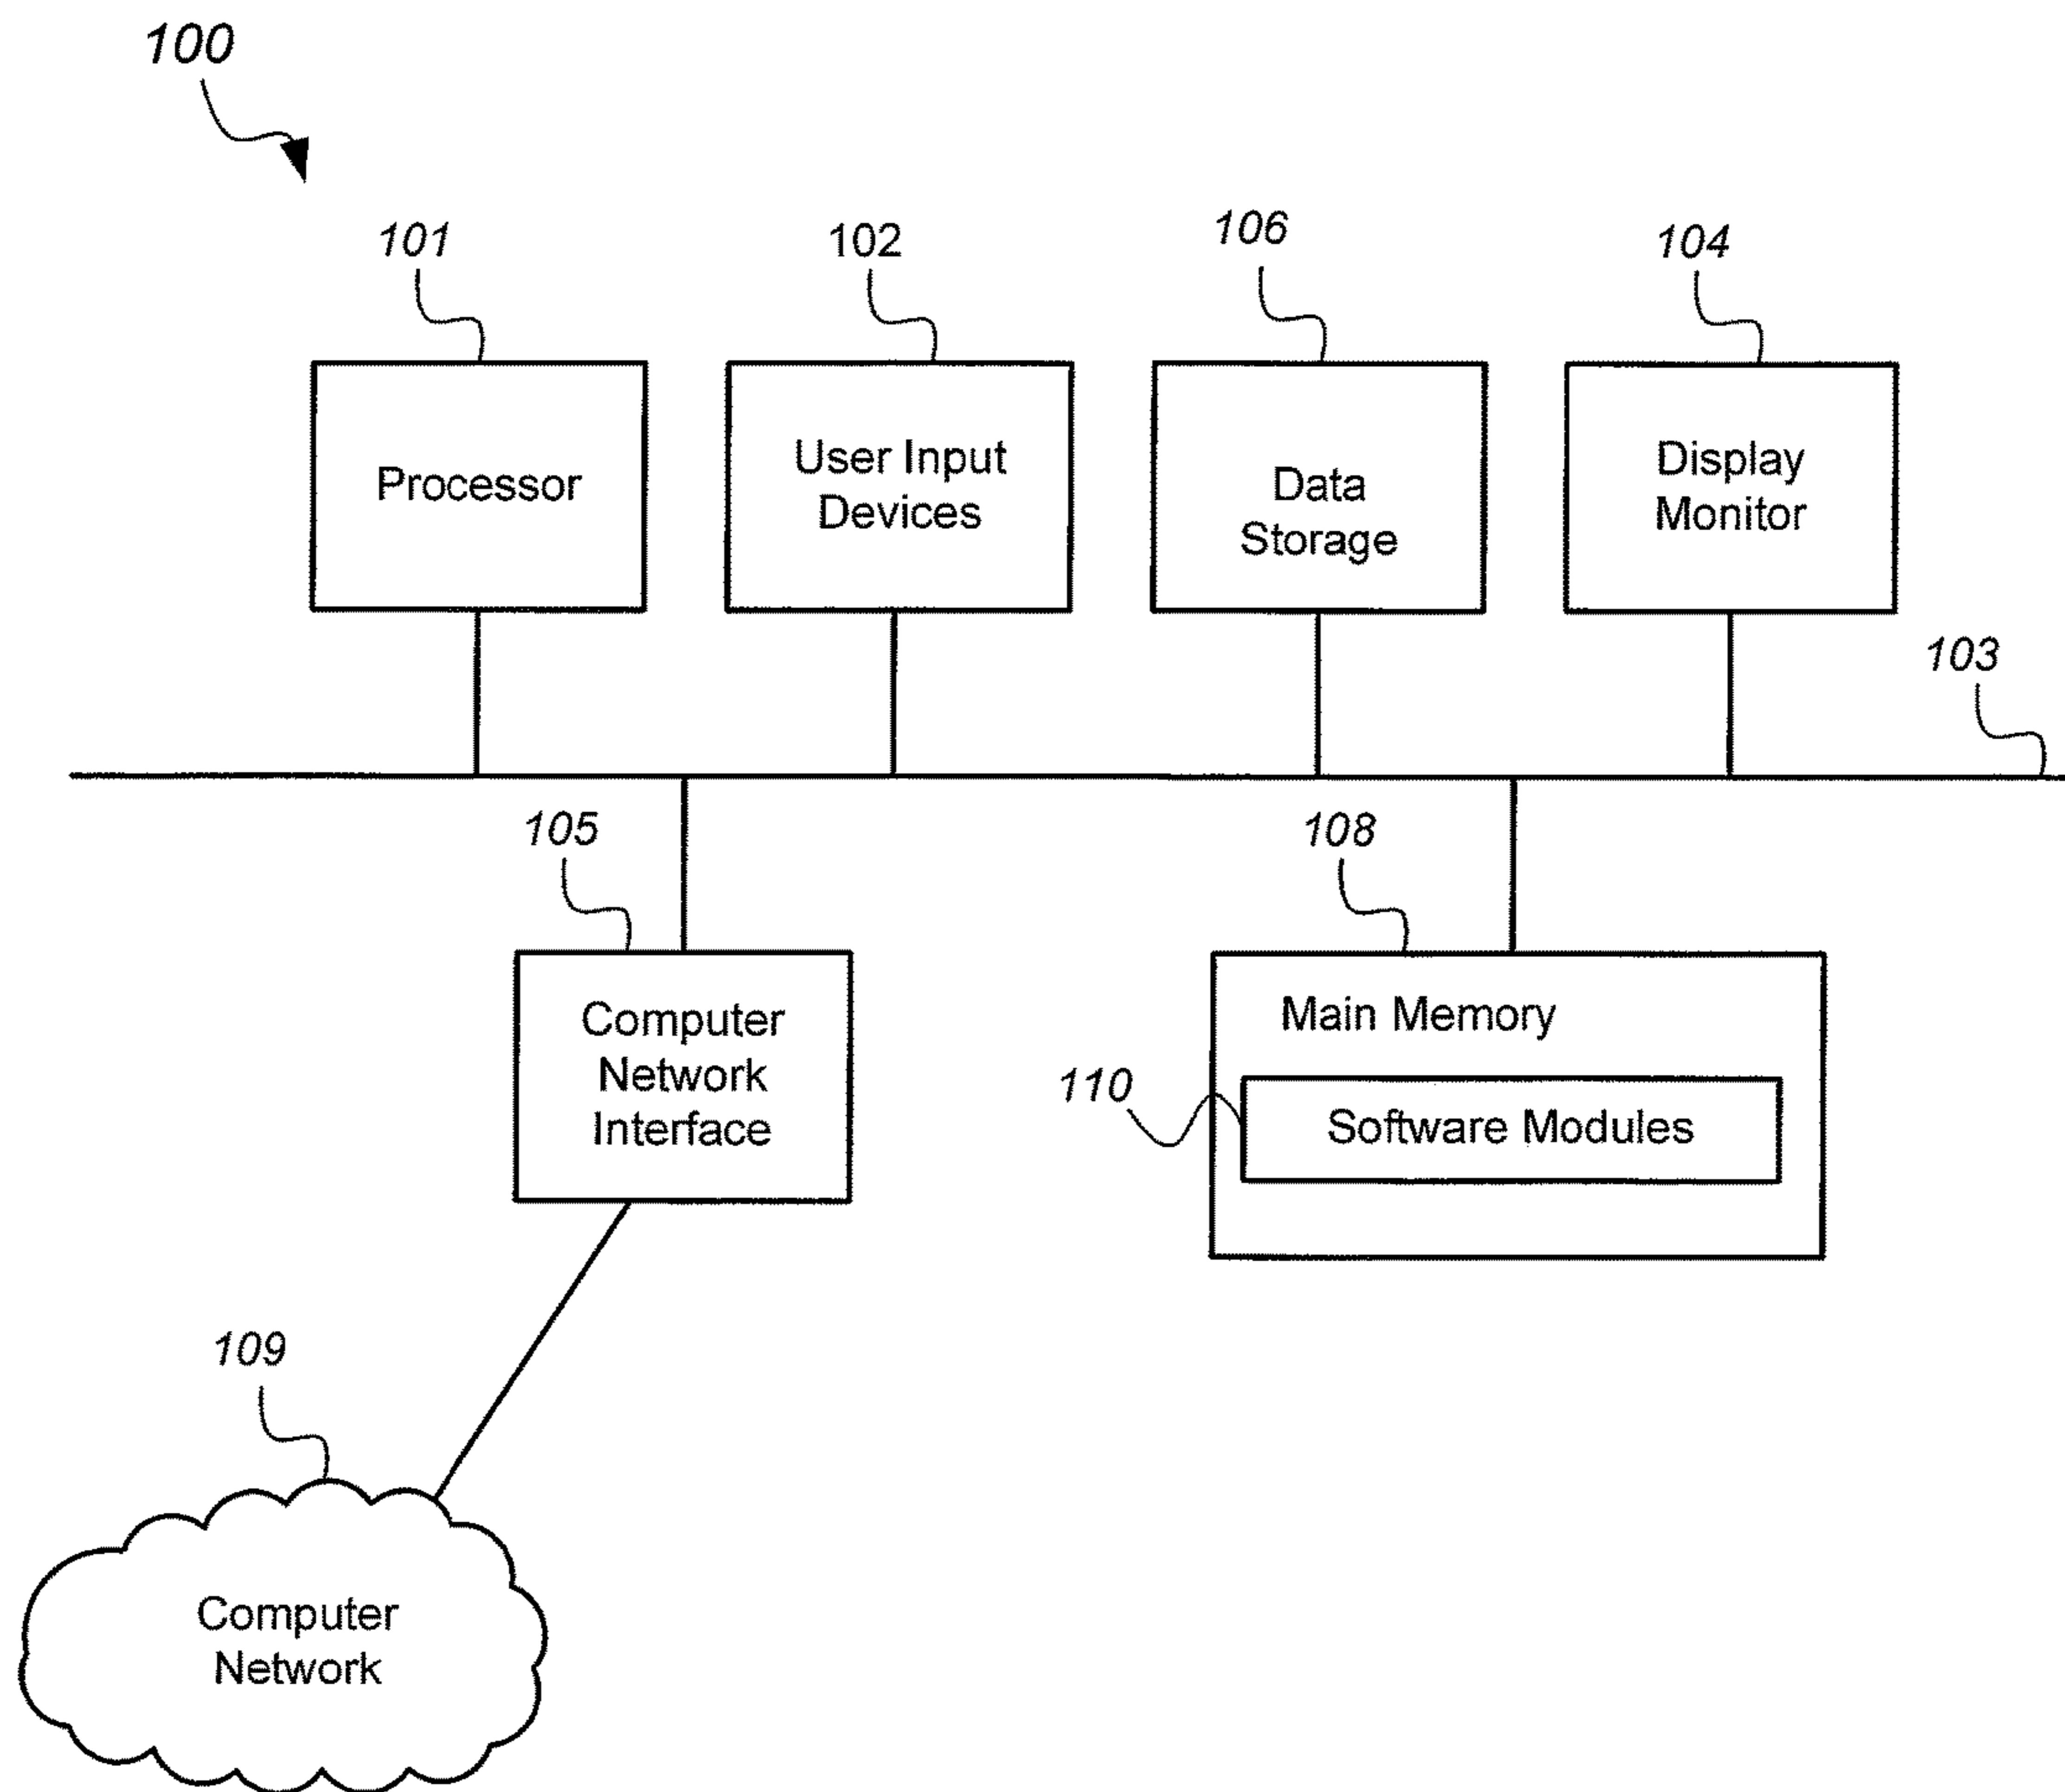 100
101
102
106
104
Processor
User Input
Devices
Data
Storage
Display
Monitor
103
105
108
Computer
Network
Interface
Main Memory
110
Software Modules
109
Computer
Network